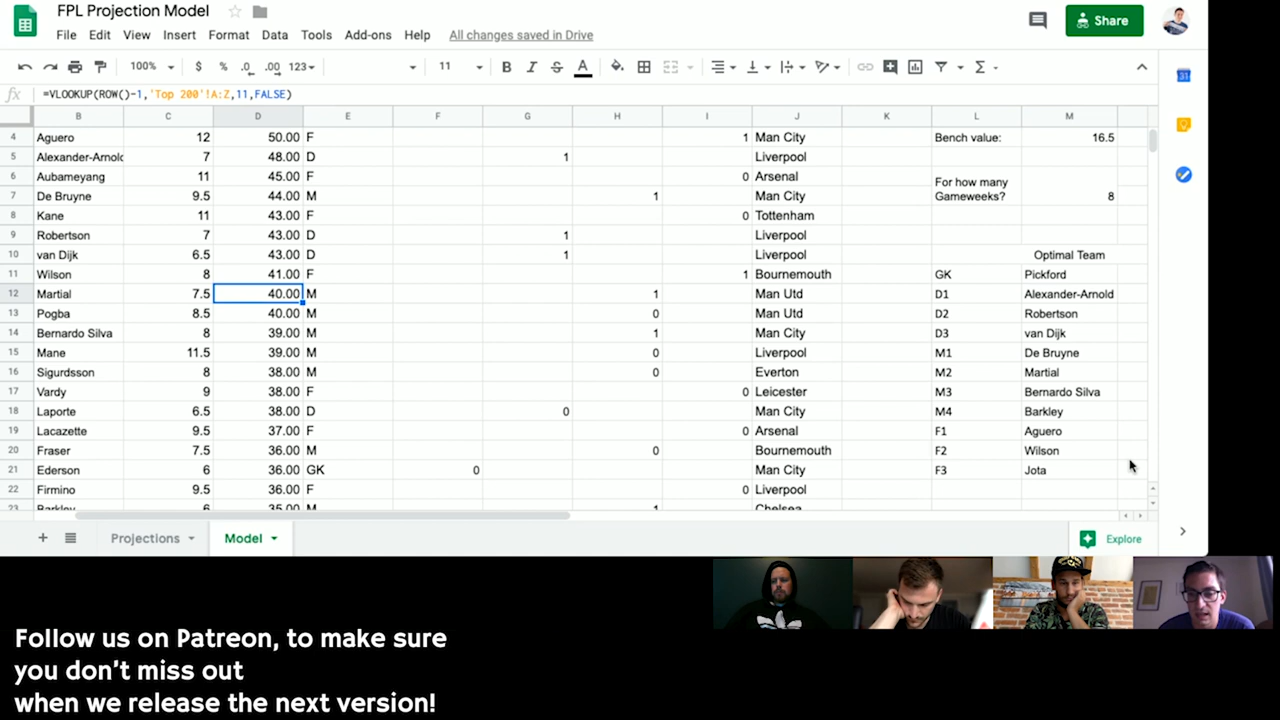 FPL Projection Model
File Edit View Insert Format Data Tools Add-ons Help All changes saved in Drive
Share
100% $ % .0 .00 123 11 B I S A
fx =VLOOKUP(ROW()-1,'Top 200'!A:Z,11,FALSE)
B C D E F G H I J K L M
4 Aguero 12 50.00 F 1 Man City Bench value: 16.5
5 Alexander-Arnold 7 48.00 D 1 Liverpool
6 Aubameyang 11 45.00 F 0 Arsenal For how many
7 De Bruyne 9.5 44.00 M 1 Man City Gameweeks? 8
8 Kane 11 43.00 F 0 Tottenham
9 Robertson 7 43.00 D 1 Liverpool
10 van Dijk 6.5 43.00 D 1 Liverpool Optimal Team
11 Wilson 8 41.00 F 1 Bournemouth GK Pickford
12 Martial 7.5 40.00 M 1 Man Utd D1 Alexander-Arnold
13 Pogba 8.5 40.00 M 0 Man Utd D2 Robertson
14 Bernardo Silva 8 39.00 M 1 Man City D3 van Dijk
15 Mane 11.5 39.00 M 0 Liverpool M1 De Bruyne
16 Sigurdsson 8 38.00 M 0 Everton M2 Martial
17 Vardy 9 38.00 F 0 Leicester M3 Bernardo Silva
18 Laporte 6.5 38.00 D 0 Man City M4 Barkley
19 Lacazette 9.5 37.00 F 0 Arsenal F1 Aguero
20 Fraser 7.5 36.00 M 0 Bournemouth F2 Wilson
21 Ederson 6 36.00 GK 0 Man City F3 Jota
22 Firmino 9.5 36.00 F 0 Liverpool
23 Barkley 6 35.00 M 1 Chelsea
Projections Model Explore
Follow us on Patreon, to make sure
you don't miss out
when we release the next version!